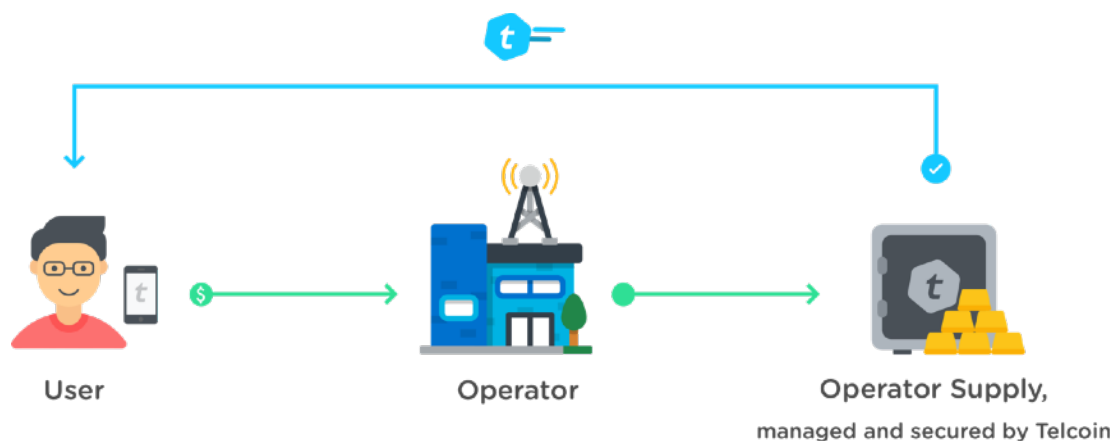 t
t
$
t
User
Operator
Operator Supply,
managed and secured by Telcoin